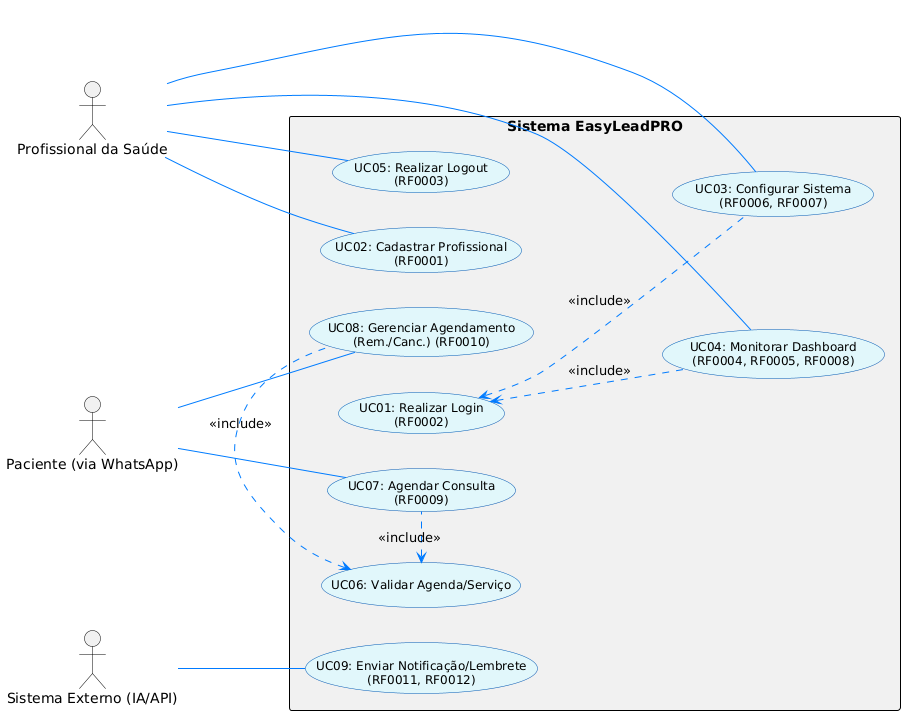 Sistema EasyLeadPRO
Profissional da Saúde
UC05: Realizar Logout
(RF0003)
UC03: Configurar Sistema
(RF0006, RF0007)
UC02: Cadastrar Profissional
(RF0001)
«include»
UC08: Gerenciar Agendamento
(Rem./Canc.) (RF0010)
UC04: Monitorar Dashboard
(RF0004, RF0005, RF0008)
«include»
UC01: Realizar Login
(RF0002)
«include»
Paciente (via WhatsApp)
UC07: Agendar Consulta
(RF0009)
«include»
UC06: Validar Agenda/Serviço
UC09: Enviar Notificação/Lembrete
(RF0011, RF0012)
Sistema Externo (IA/API)